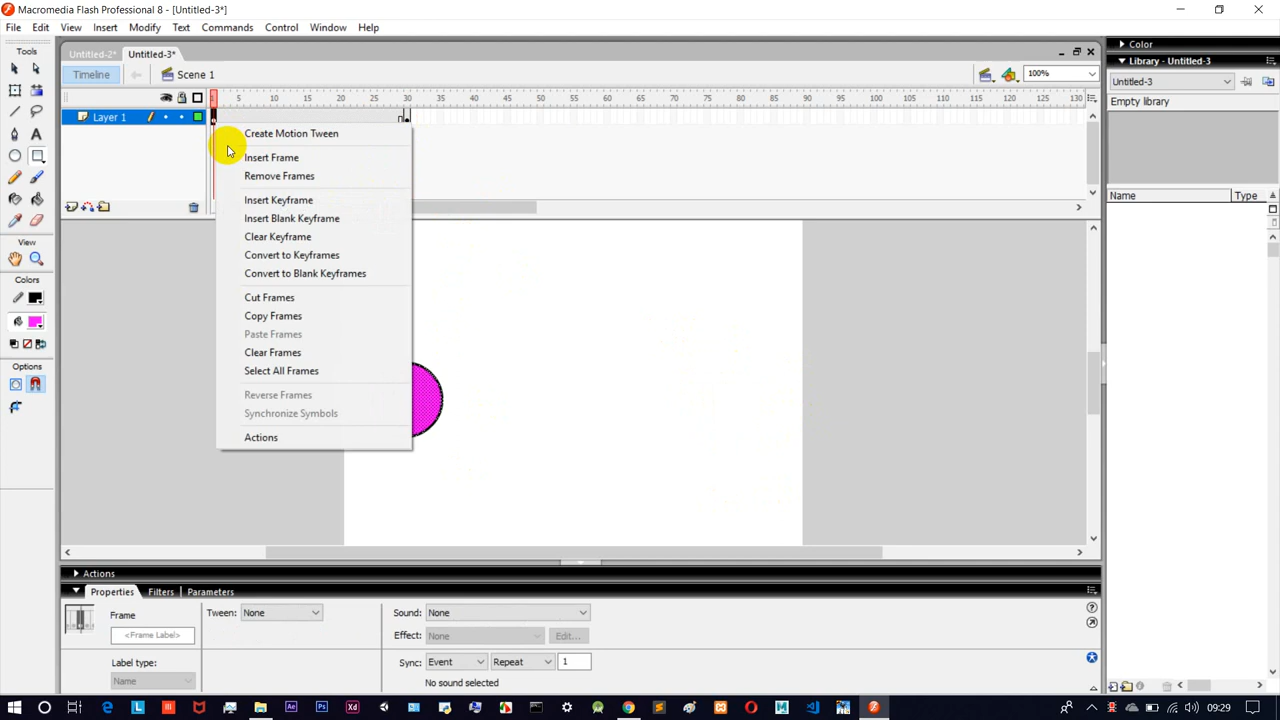 Macromedia Flash Professional 8 - [Untitled-3*]
File Edit View Insert Modify Text Commands Control Window Help
Tools
Untitled-2* Untitled-3*
Timeline Scene 1 100%
1 5 10 15 20 25 30 35 40 45 50 55 60 65 70 75 80 85 90 95 100 105 110 115 120 125 130
Layer 1
Create Motion Tween
Insert Frame
Remove Frames
Insert Keyframe
Insert Blank Keyframe
Clear Keyframe
Convert to Keyframes
Convert to Blank Keyframes
Cut Frames
Copy Frames
Paste Frames
Clear Frames
Select All Frames
Reverse Frames
Synchronize Symbols
Actions
View
Colors
Options
Color
Library - Untitled-3
Untitled-3
Empty library
Name Type
Actions
Properties Filters Parameters
Frame Tween: None Sound: None
<Frame Label> Effect: None Edit...
Label type: Sync: Event Repeat 1
Name No sound selected
09:29